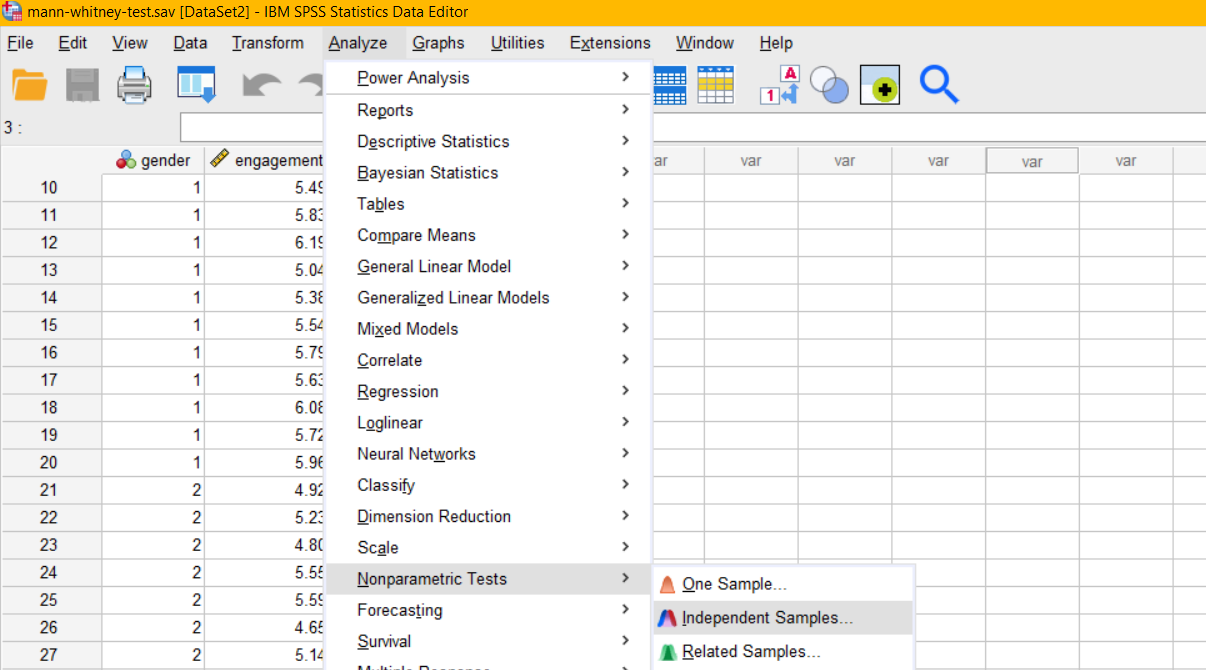 mann-whitney-test.sav [DataSet2] - IBM SPSS Statistics Data Editor
File Edit View Data Transform Analyze Graphs Utilities Extensions Window Help
1 A
3 :
gender engagement var var var var var
10 1 5.49
11 1 5.83
12 1 6.19
13 1 5.04
14 1 5.38
15 1 5.54
16 1 5.79
17 1 5.63
18 1 6.08
19 1 5.72
20 1 5.96
21 2 4.92
22 2 5.23
23 2 4.80
24 2 5.55
25 2 5.59
26 2 4.65
27 2 5.14
Power Analysis
Reports
Descriptive Statistics
Bayesian Statistics
Tables
Compare Means
General Linear Model
Generalized Linear Models
Mixed Models
Correlate
Regression
Loglinear
Neural Networks
Classify
Dimension Reduction
Scale
Nonparametric Tests
Forecasting
Survival
Multiple Response
One Sample...
Independent Samples...
Related Samples...